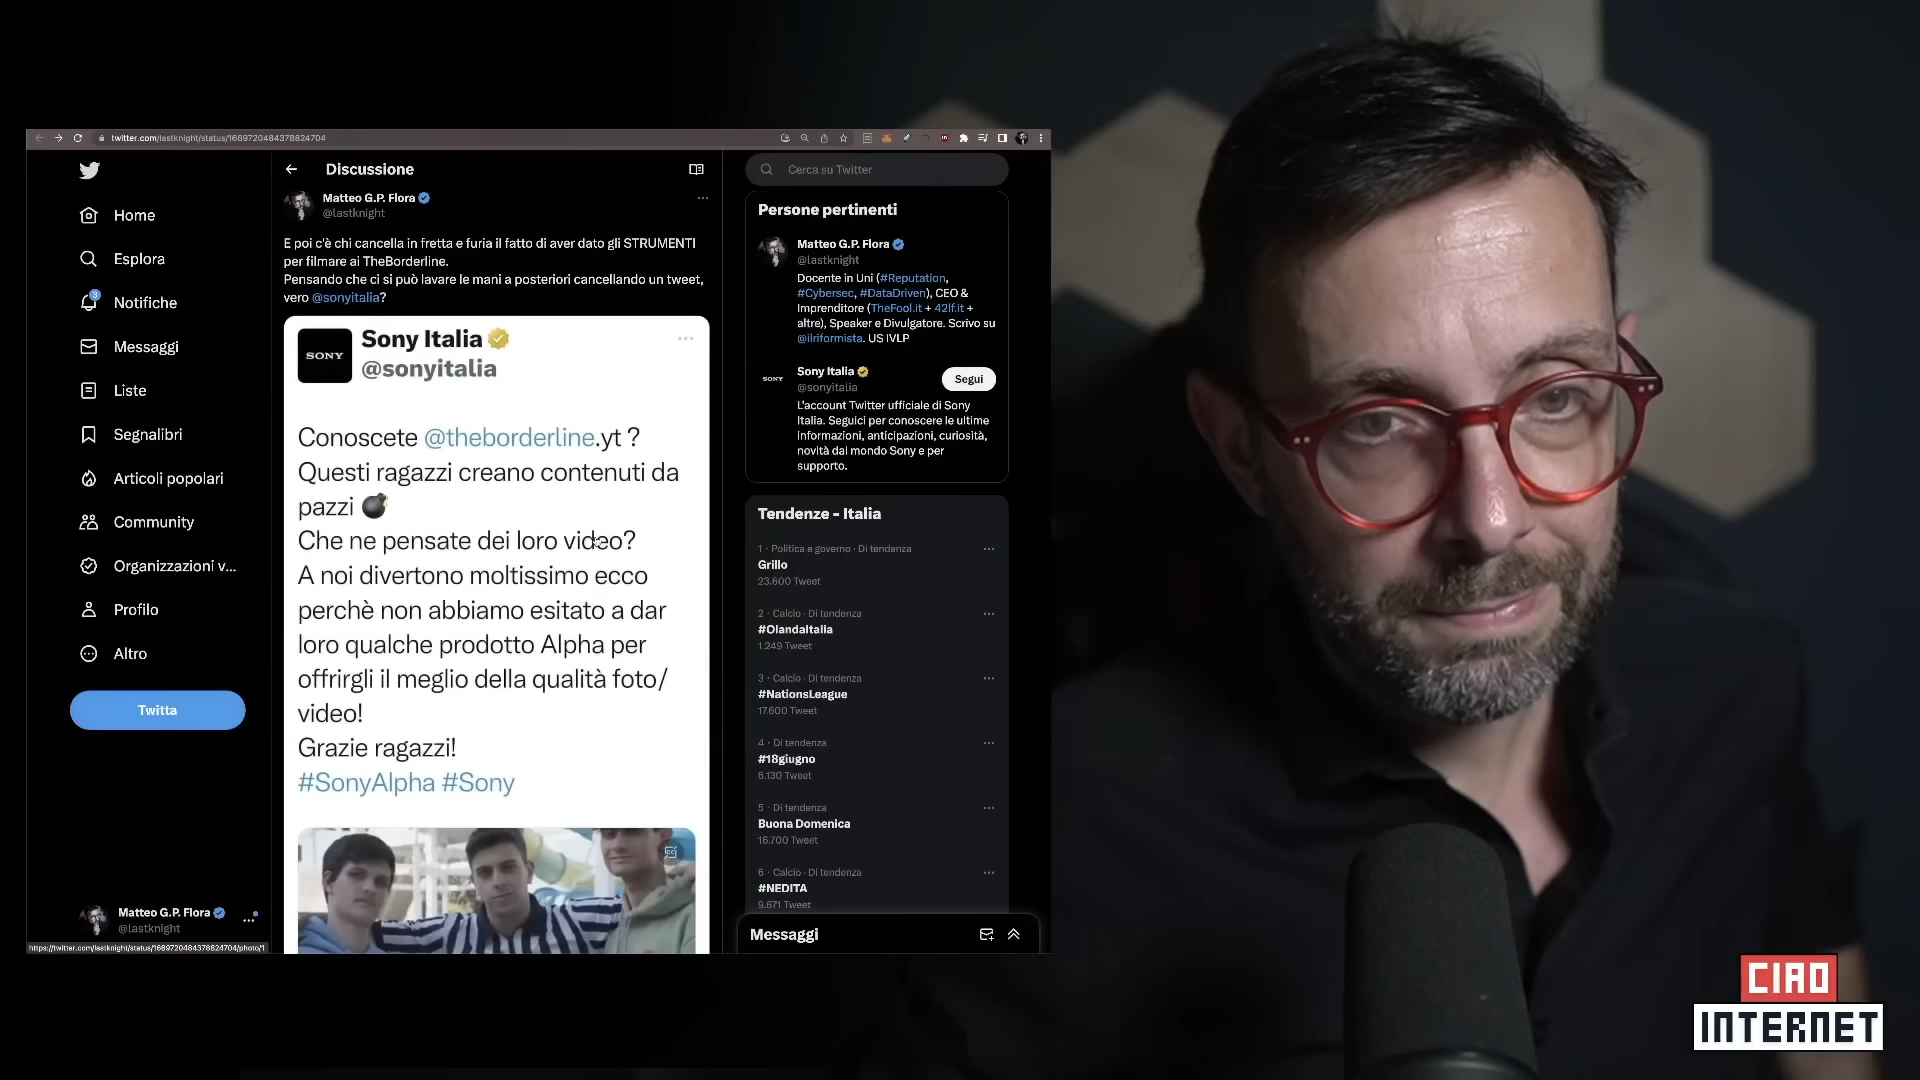 twitter.com/lastknight/status/1669720484378824704
Discussione
Cerca su Twitter
Home
Esplora
3
Notifiche
Messaggi
Liste
Segnalibri
Articoli popolari
Community
Organizzazioni v...
Profilo
Altro
Twitta
Matteo G.P. Flora
@lastknight
https://twitter.com/lastknight/status/1669720484378824704/photo/1
Matteo G.P. Flora
@lastknight
E poi c'è chi cancella in fretta e furia il fatto di aver dato gli STRUMENTI
per filmare ai TheBorderline.
Pensando che ci si può lavare le mani a posteriori cancellando un tweet,
vero @sonyitalia?
SONY
Sony Italia
@sonyitalia
Conoscete @theborderline.yt ?
Questi ragazzi creano contenuti da
pazzi 💣
Che ne pensate dei loro video?
A noi divertono moltissimo ecco
perchè non abbiamo esitato a dar
loro qualche prodotto Alpha per
offrirgli il meglio della qualità foto/
video!
Grazie ragazzi!
#SonyAlpha #Sony
Persone pertinenti
Matteo G.P. Flora
@lastknight
Docente in Uni (#Reputation,
#Cybersec, #DataDriven), CEO &
Imprenditore (TheFool.it + 42lf.it +
altre), Speaker e Divulgatore. Scrivo su
@ilriformista. US IVLP
SONY
Sony Italia
@sonyitalia
Segui
L'account Twitter ufficiale di Sony
Italia. Seguici per conoscere le ultime
informazioni, anticipazioni, curiosità,
novità dal mondo Sony e per
supporto.
Tendenze - Italia
1 · Politica e governo · Di tendenza
Grillo
23.600 Tweet
2 · Calcio · Di tendenza
#OlandaItalia
1.249 Tweet
3 · Calcio · Di tendenza
#NationsLeague
17.600 Tweet
4 · Di tendenza
#18giugno
6.130 Tweet
5 · Di tendenza
Buona Domenica
16.700 Tweet
6 · Calcio · Di tendenza
#NEDITA
9.671 Tweet
Messaggi
CIAO
INTERNET